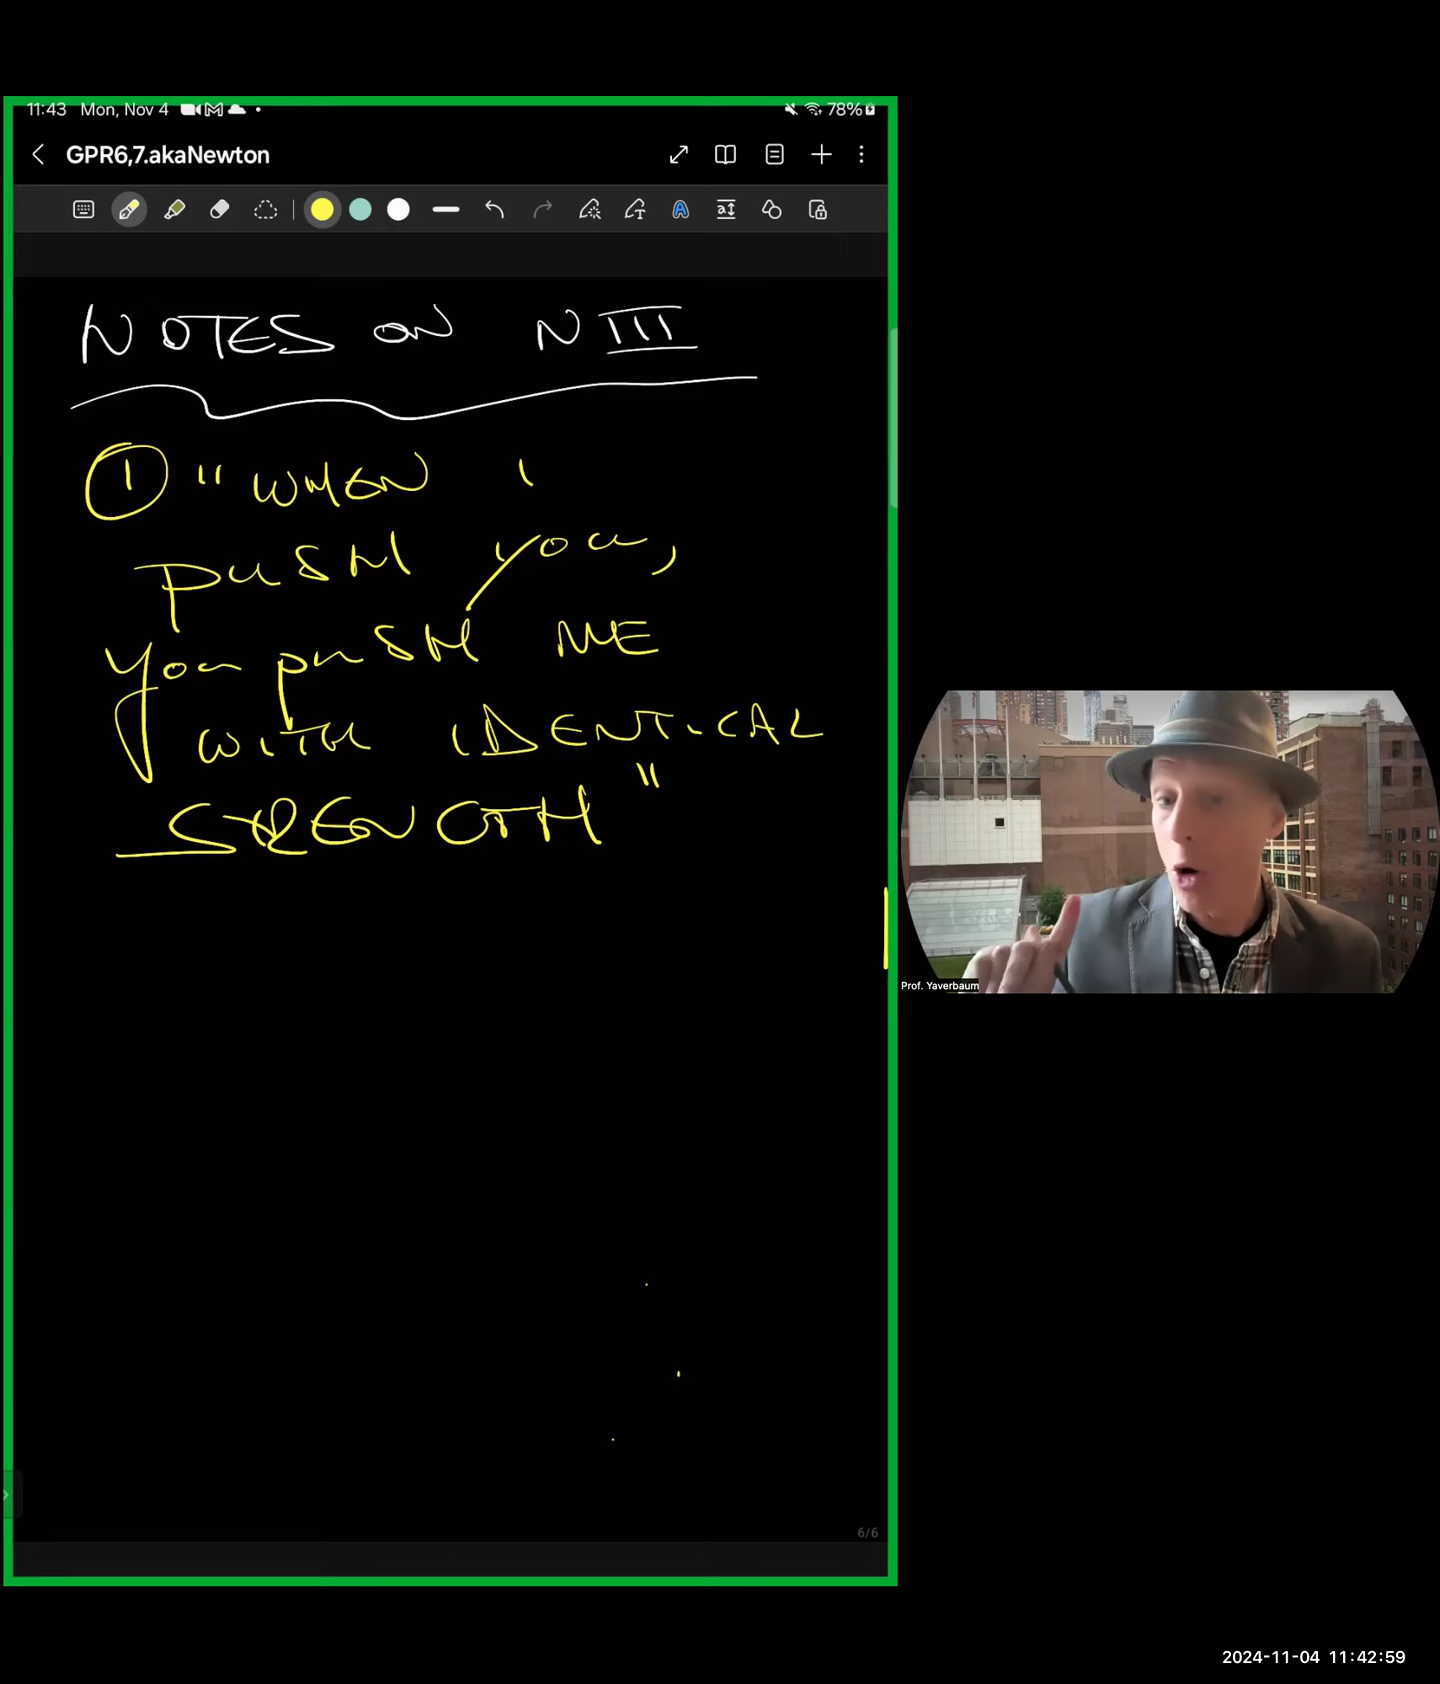 11:43 Mon, Nov 4
78%
GPR6,7.akaNewton
NOTES ON N III
① "WHEN I
PUSH YOU,
YOU PUSH ME
WITH IDENTICAL
STRENGTH"
6/6
Prof. Yaverbaum
2024-11-04 11:42:59